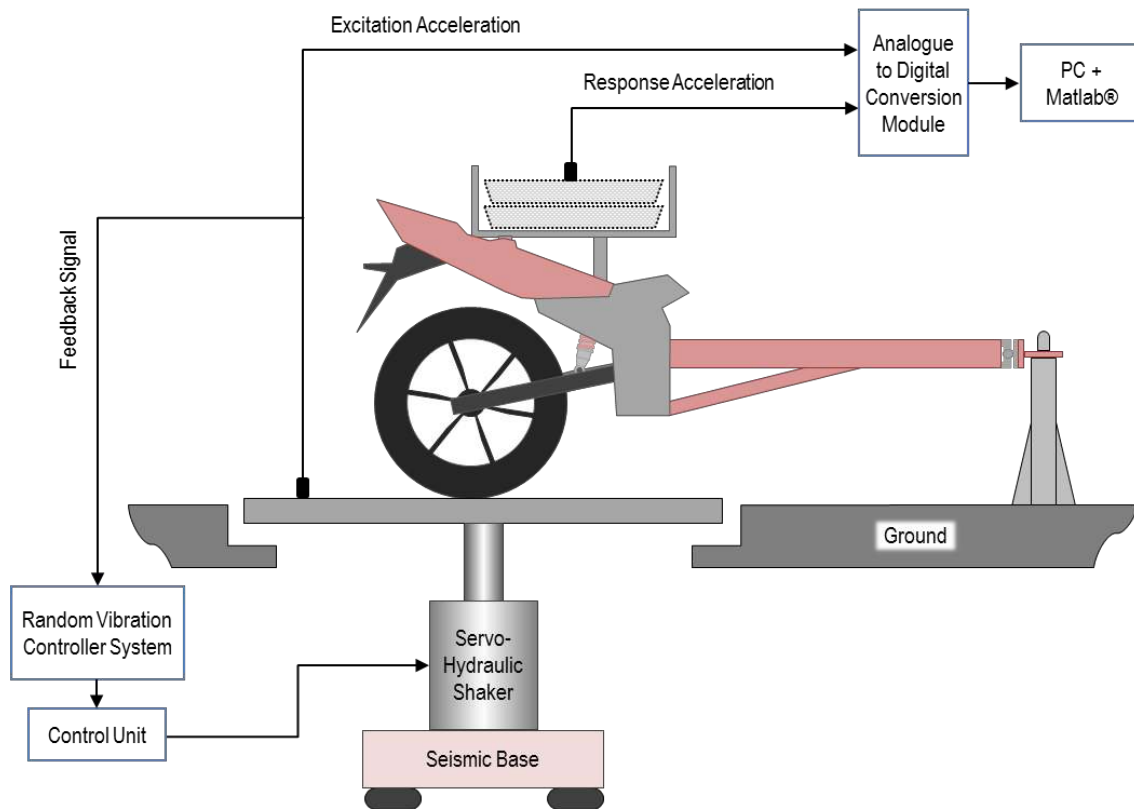 Excitation Acceleration
Response Acceleration
Analogue
to Digital
Conversion
Module
PC +
Matlab®
Feedback Signal
Ground
Random Vibration
Controller System
Servo-
Hydraulic
Shaker
Control Unit
Seismic Base